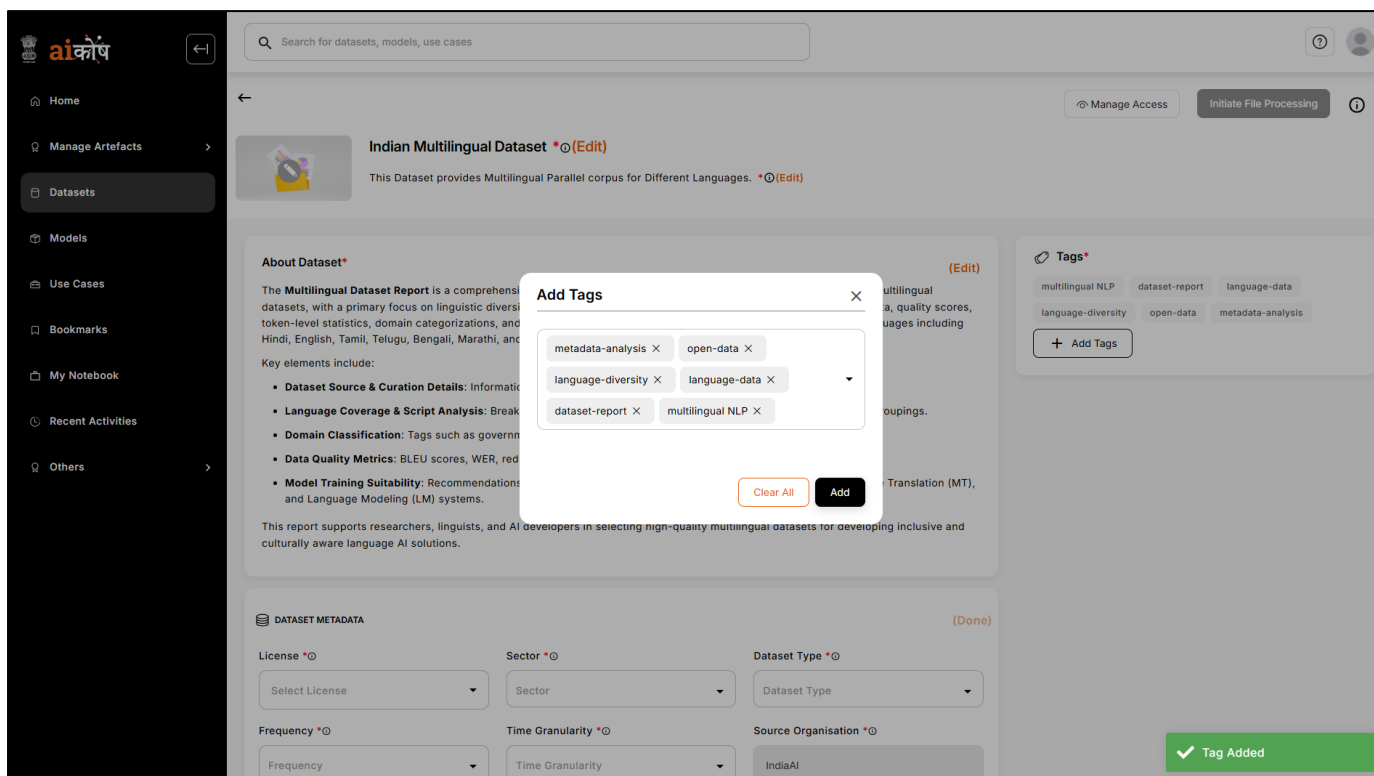 aiकोष
Search for datasets, models, use cases
Home
Manage Artefacts
Datasets
Models
Use Cases
Bookmarks
My Notebook
Recent Activities
Others
Manage Access
Initiate File Processing
Indian Multilingual Dataset *(Edit)
This Dataset provides Multilingual Parallel corpus for Different Languages. *(Edit)
About Dataset*
(Edit)
The Multilingual Dataset Report is a comprehensi
ultilingual
datasets, with a primary focus on linguistic diversi
a, quality scores,
token-level statistics, domain categorizations, and
uages including
Hindi, English, Tamil, Telugu, Bengali, Marathi, and
Key elements include:
• Dataset Source & Curation Details: Informatio
• Language Coverage & Script Analysis: Break
oupings.
• Domain Classification: Tags such as governm
• Data Quality Metrics: BLEU scores, WER, red
• Model Training Suitability: Recommendations
Translation (MT),
and Language Modeling (LM) systems.
This report supports researchers, linguists, and AI developers in selecting high-quality multilingual datasets for developing inclusive and
culturally aware language AI solutions.
Add Tags
metadata-analysis
open-data
language-diversity
language-data
dataset-report
multilingual NLP
Clear All
Add
Tags*
multilingual NLP
dataset-report
language-data
language-diversity
open-data
metadata-analysis
+ Add Tags
DATASET METADATA
(Done)
License *
Sector *
Dataset Type *
Select License
Sector
Dataset Type
Frequency *
Time Granularity *
Source Organisation *
Frequency
Time Granularity
IndiaAI
Tag Added